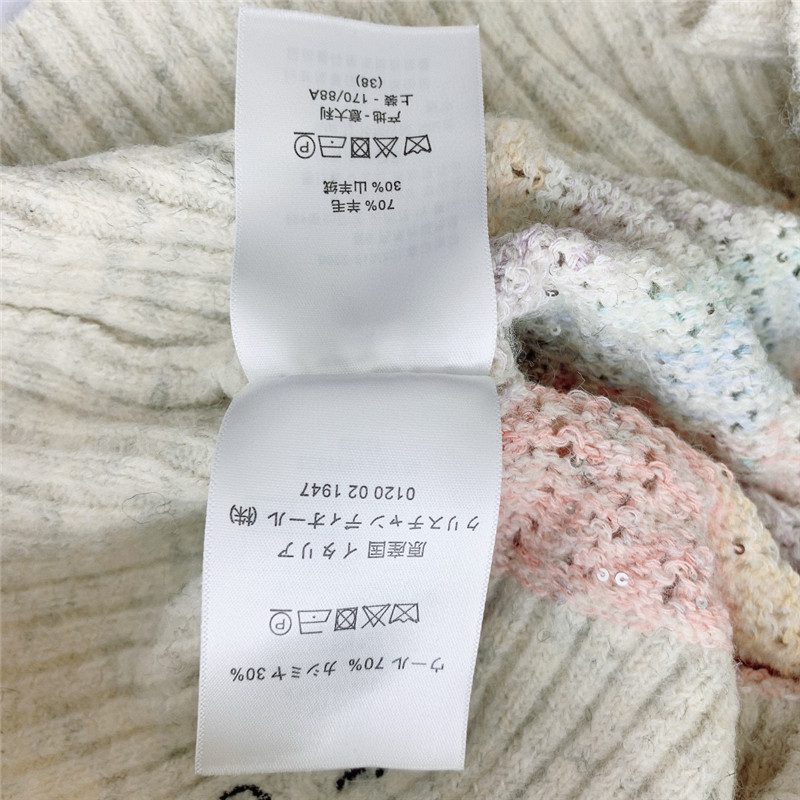 ウール 70% カシミヤ 30%
原産国 イタリア
クリスチャン ディオール (株)
0120 02 1947
70% 羊毛
30% 山羊绒
产地 - 意大利
上装 - 170/88A
(38)